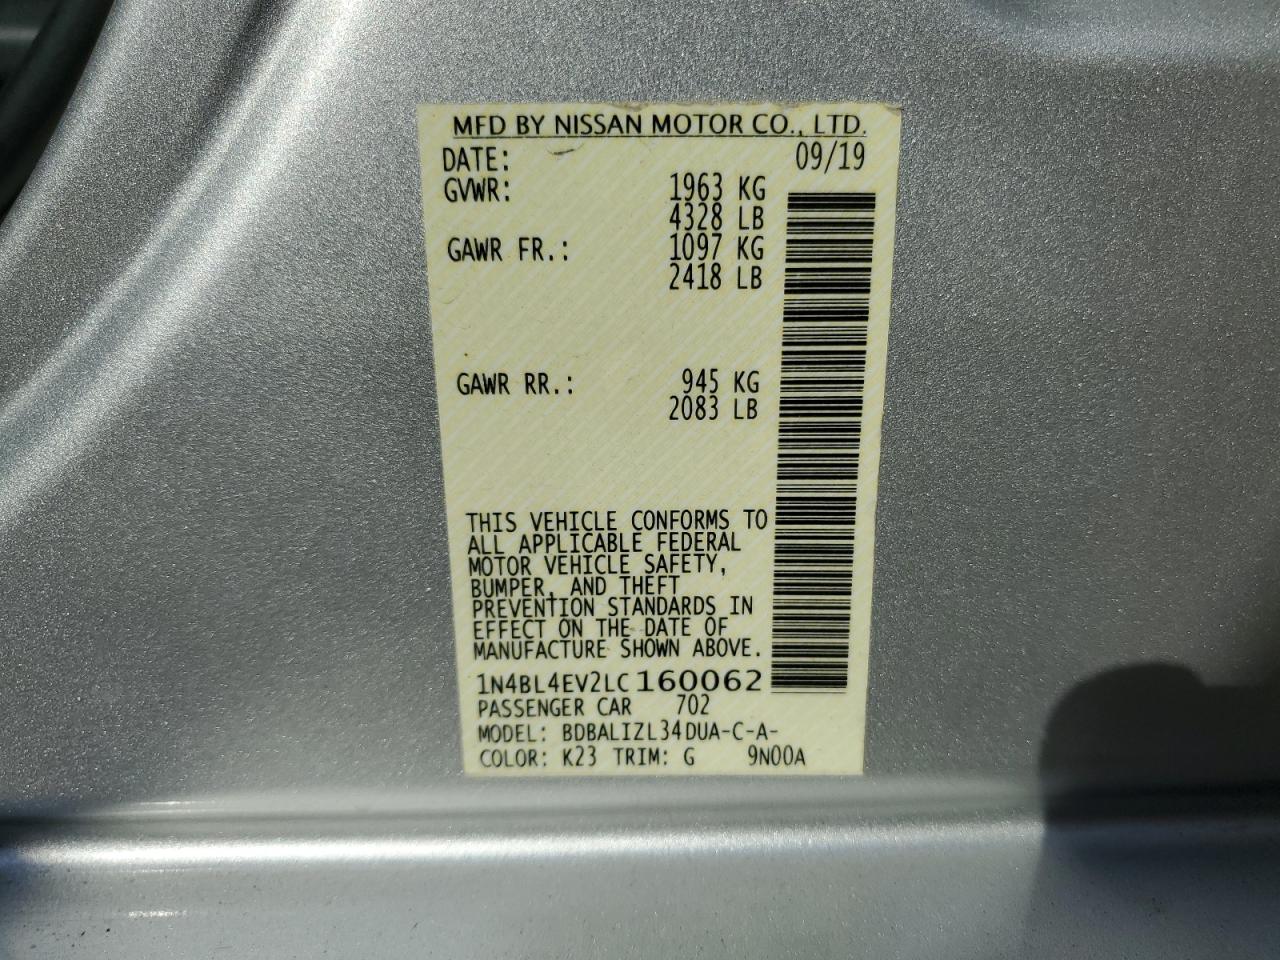 MFD BY NISSAN MOTOR CO., LTD.
DATE: 09/19
GVWR: 1963 KG
4328 LB
GAWR FR.: 1097 KG
2418 LB
GAWR RR.: 945 KG
2083 LB
THIS VEHICLE CONFORMS TO
ALL APPLICABLE FEDERAL
MOTOR VEHICLE SAFETY,
BUMPER, AND THEFT
PREVENTION STANDARDS IN
EFFECT ON THE DATE OF
MANUFACTURE SHOWN ABOVE.
1N4BL4EV2LC160062
PASSENGER CAR 702
MODEL: BDBALIZL34DUA-C-A-
COLOR: K23 TRIM: G 9N00A